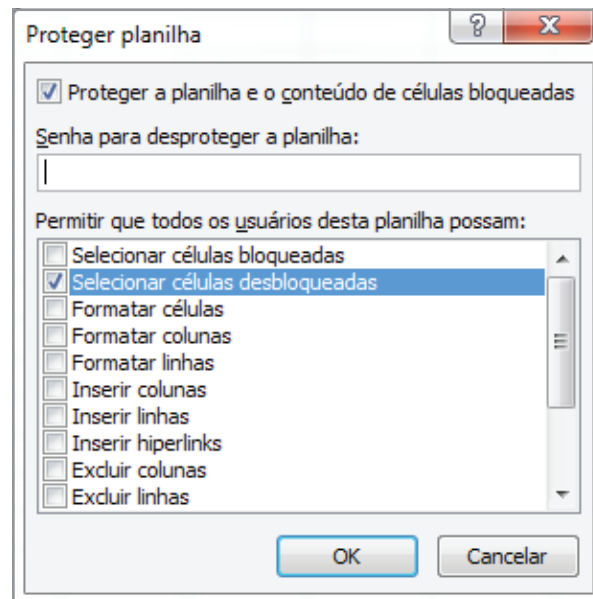 Proteger planilha
Proteger a planilha e o conteúdo de células bloqueadas
Senha para desproteger a planilha:
Permitir que todos os usuários desta planilha possam:
Selecionar células bloqueadas
Selecionar células desbloqueadas
Formatar células
Formatar colunas
Formatar linhas
Inserir colunas
Inserir linhas
Inserir hiperlinks
Excluir colunas
Excluir linhas
OK Cancelar